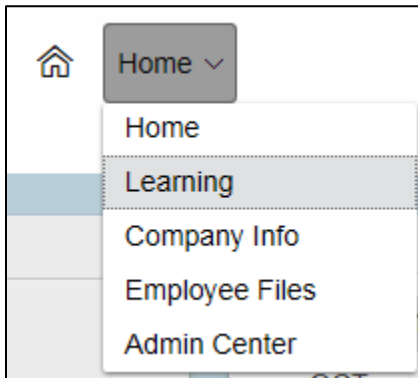 Home
Home
Learning
Company Info
Employee Files
Admin Center